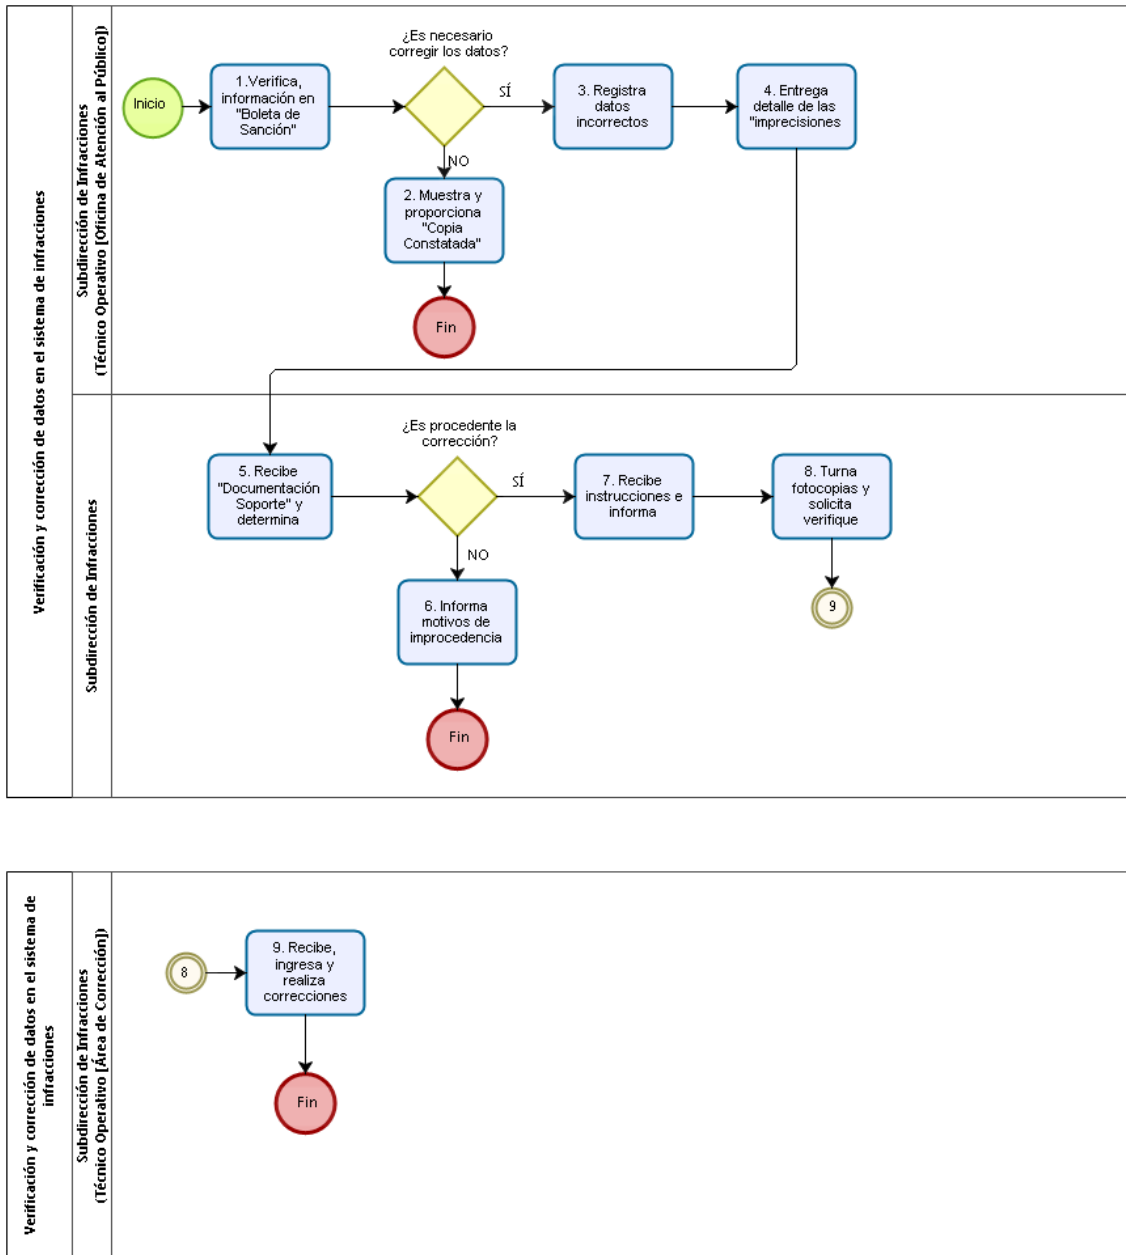 Verificación y corrección de datos en el sistema de infracciones
Subdirección de Infracciones
(Técnico Operativo [Oficina de Atención al Público])
Inicio
1.Verifica,
información en
"Boleta de
Sanción"
¿Es necesario
corregir los datos?
SÍ
NO
2. Muestra y
proporciona
"Copia
Constatada"
Fin
3. Registra
datos
incorrectos
4. Entrega
detalle de las
"imprecisiones
Subdirección de Infracciones
5. Recibe
"Documentación
Soporte" y
determina
¿Es procedente la
corrección?
SÍ
NO
6. Informa
motivos de
improcedencia
Fin
7. Recibe
instrucciones e
informa
8. Turna
fotocopias y
solicita
verifique
9
Verificación y corrección de datos en el sistema de
infracciones
Subdirección de Infracciones
(Técnico Operativo [Área de Corrección])
8
9. Recibe,
ingresa y
realiza
correcciones
Fin